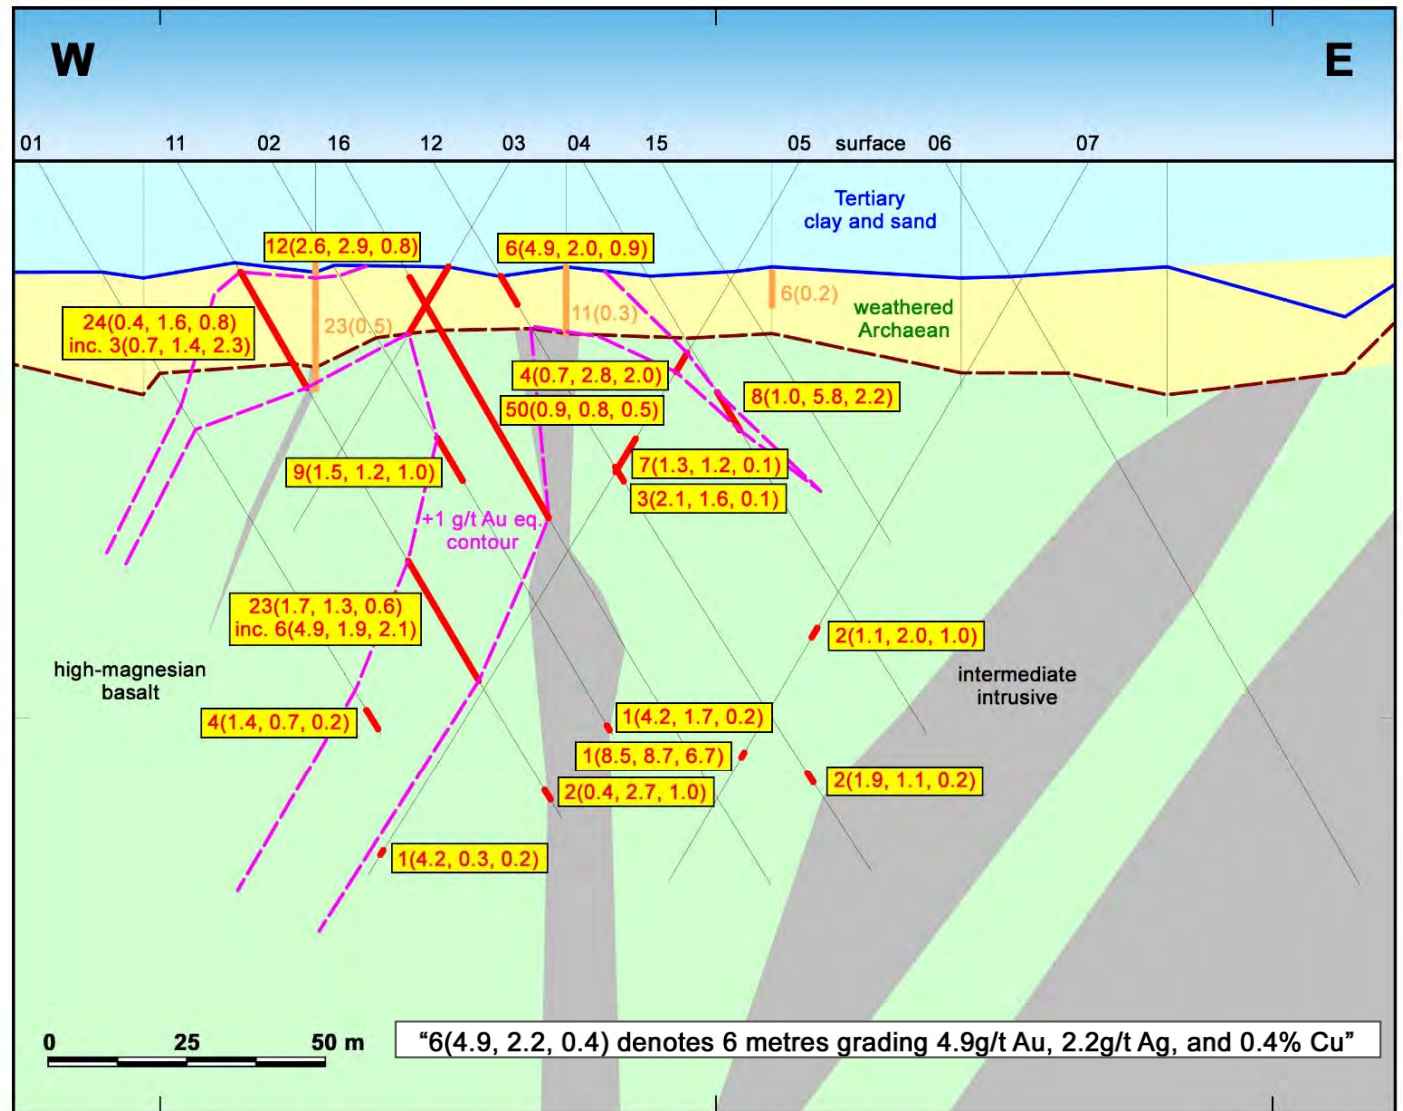 W
E
01 11 02 16 12 03 04 15 05 surface 06 07
Tertiary
clay and sand
12(2.6, 2.9, 0.8)
6(4.9, 2.0, 0.9)
6(0.2)
weathered
Archaean
24(0.4, 1.6, 0.8)
inc. 3(0.7, 1.4, 2.3)
23(0.5)
11(0.3)
4(0.7, 2.8, 2.0)
8(1.0, 5.8, 2.2)
50(0.9, 0.8, 0.5)
9(1.5, 1.2, 1.0)
7(1.3, 1.2, 0.1)
3(2.1, 1.6, 0.1)
+1 g/t Au eq.
contour
23(1.7, 1.3, 0.6)
inc. 6(4.9, 1.9, 2.1)
2(1.1, 2.0, 1.0)
high-magnesian
basalt
intermediate
intrusive
4(1.4, 0.7, 0.2)
1(4.2, 1.7, 0.2)
1(8.5, 8.7, 6.7)
2(1.9, 1.1, 0.2)
2(0.4, 2.7, 1.0)
1(4.2, 0.3, 0.2)
0 25 50 m
“6(4.9, 2.2, 0.4) denotes 6 metres grading 4.9g/t Au, 2.2g/t Ag, and 0.4% Cu”